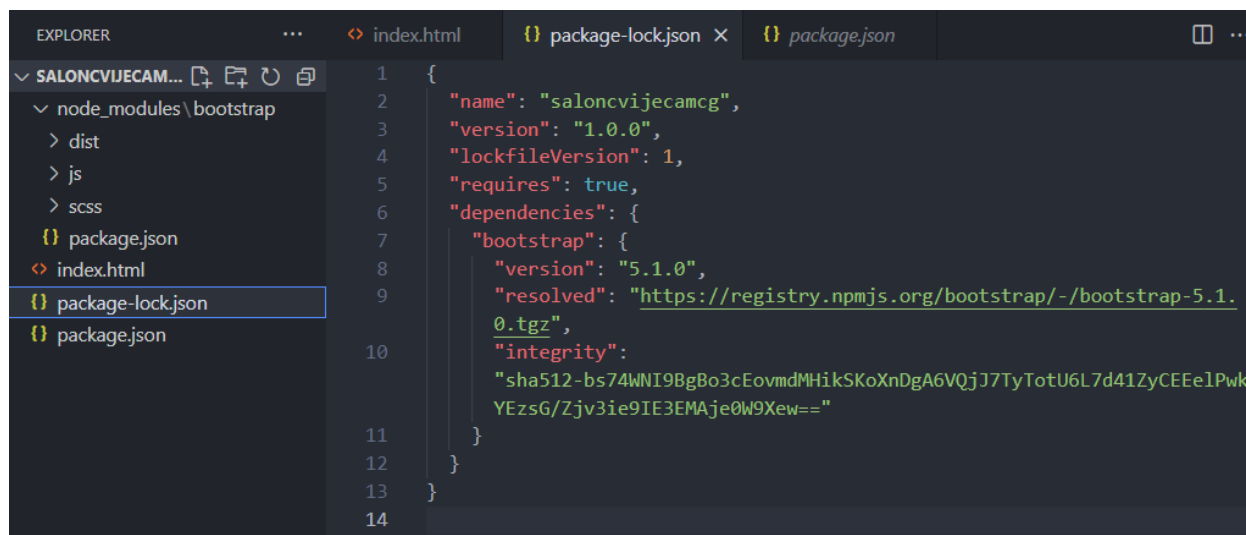 EXPLORER ...
SALONCVIJECAM...
node_modules\bootstrap
dist
js
scss
{} package.json
<> index.html
{} package-lock.json
{} package.json
<> index.html {} package-lock.json × {} package.json ...
1 {
2 "name": "saloncvijecamcg",
3 "version": "1.0.0",
4 "lockfileVersion": 1,
5 "requires": true,
6 "dependencies": {
7 "bootstrap": {
8 "version": "5.1.0",
9 "resolved": "https://registry.npmjs.org/bootstrap/-/bootstrap-5.1.
0.tgz",
10 "integrity":
"sha512-bs74WNI9BgBo3cEovmdMHikSKoXnDgA6VQjJ7TyTotU6L7d41ZyCEEelPwk
YEzsG/Zjv3ie9IE3EMAje0W9Xew=="
11 }
12 }
13 }
14